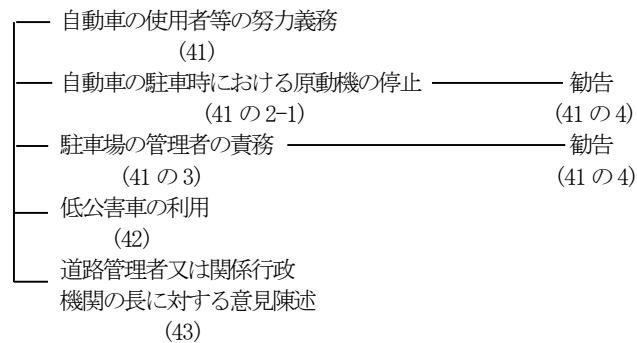 自動車の使用者等の努力義務
(41)
自動車の駐車時における原動機の停止 勧告
(41 の 2-1) (41 の 4)
駐車場の管理者の責務 勧告
(41 の 3) (41 の 4)
低公害車の利用
(42)
道路管理者又は関係行政
機関の長に対する意見陳述
(43)